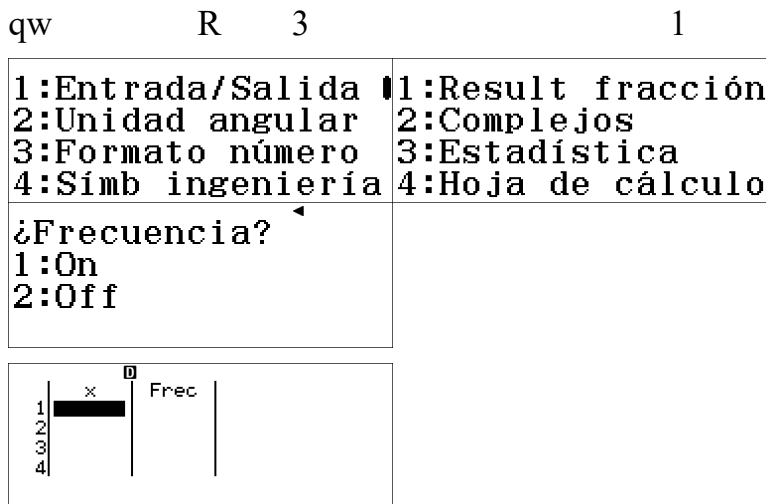 qw R 3 1
1:Entrada/Salida 1:Result fracción
2:Unidad angular 2:Complejos
3:Formato número 3:Estadística
4:Símb ingeniería 4:Hoja de cálculo
¿Frecuencia?
1:On
2:Off
D
x Frec
1
2
3
4